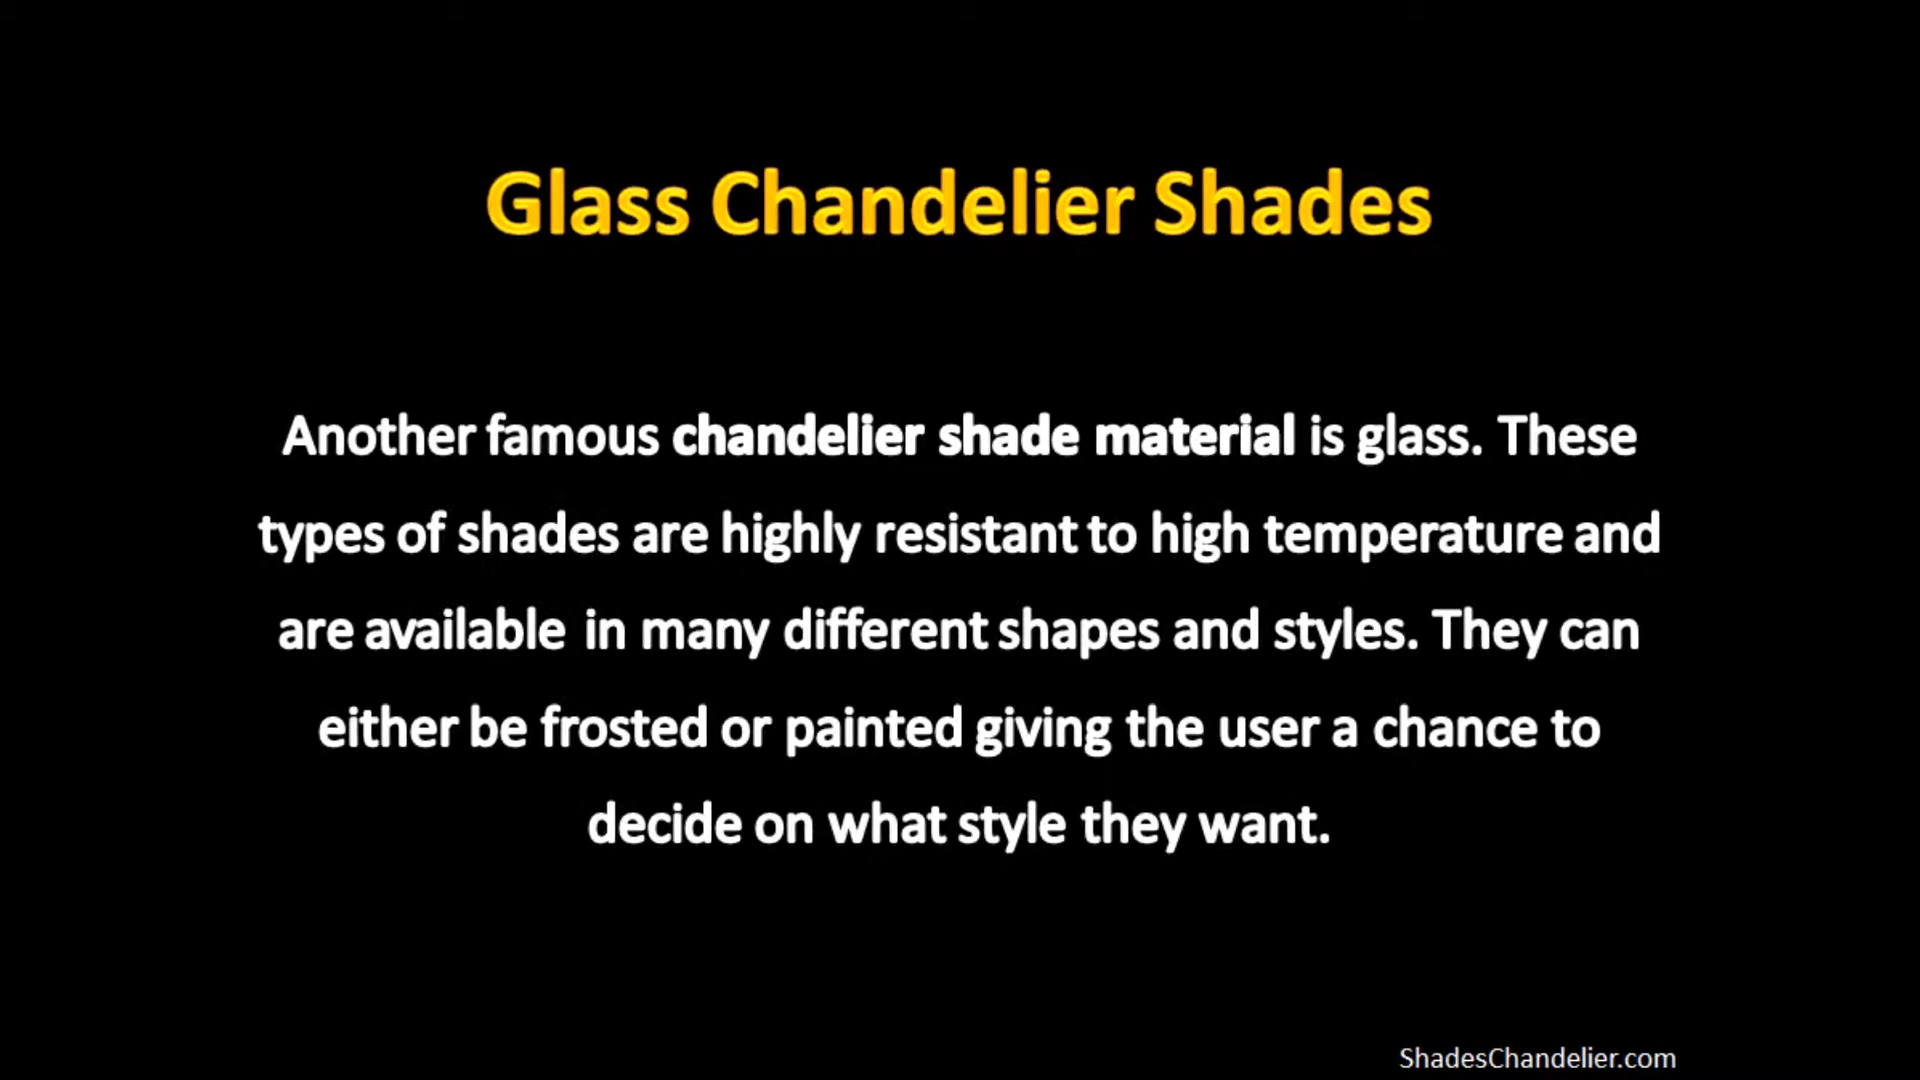 Glass Chandelier Shades
Another famous chandelier shade material is glass. These
types of shades are highly resistant to high temperature and
are available in many different shapes and styles. They can
either be frosted or painted giving the user a chance to
decide on what style they want.
ShadesChandelier.com